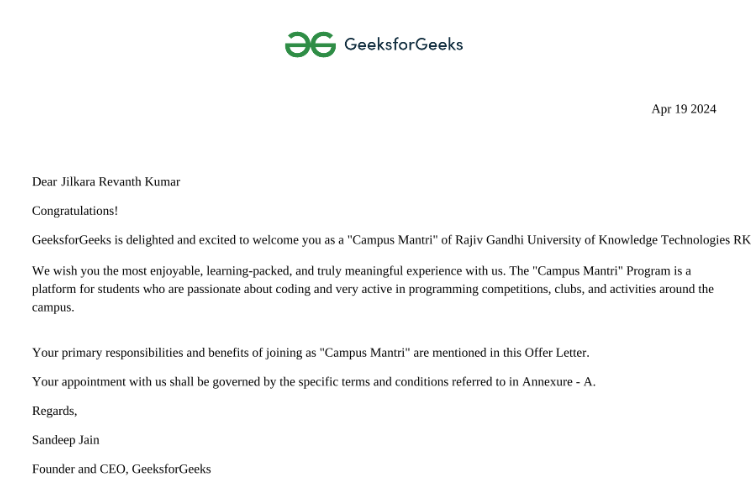 GeeksforGeeks
Apr 19 2024
Dear Jilkara Revanth Kumar
Congratulations!
GeeksforGeeks is delighted and excited to welcome you as a "Campus Mantri" of Rajiv Gandhi University of Knowledge Technologies RK
We wish you the most enjoyable, learning-packed, and truly meaningful experience with us. The "Campus Mantri" Program is a
platform for students who are passionate about coding and very active in programming competitions, clubs, and activities around the
campus.
Your primary responsibilities and benefits of joining as "Campus Mantri" are mentioned in this Offer Letter.
Your appointment with us shall be governed by the specific terms and conditions referred to in Annexure - A.
Regards,
Sandeep Jain
Founder and CEO, GeeksforGeeks